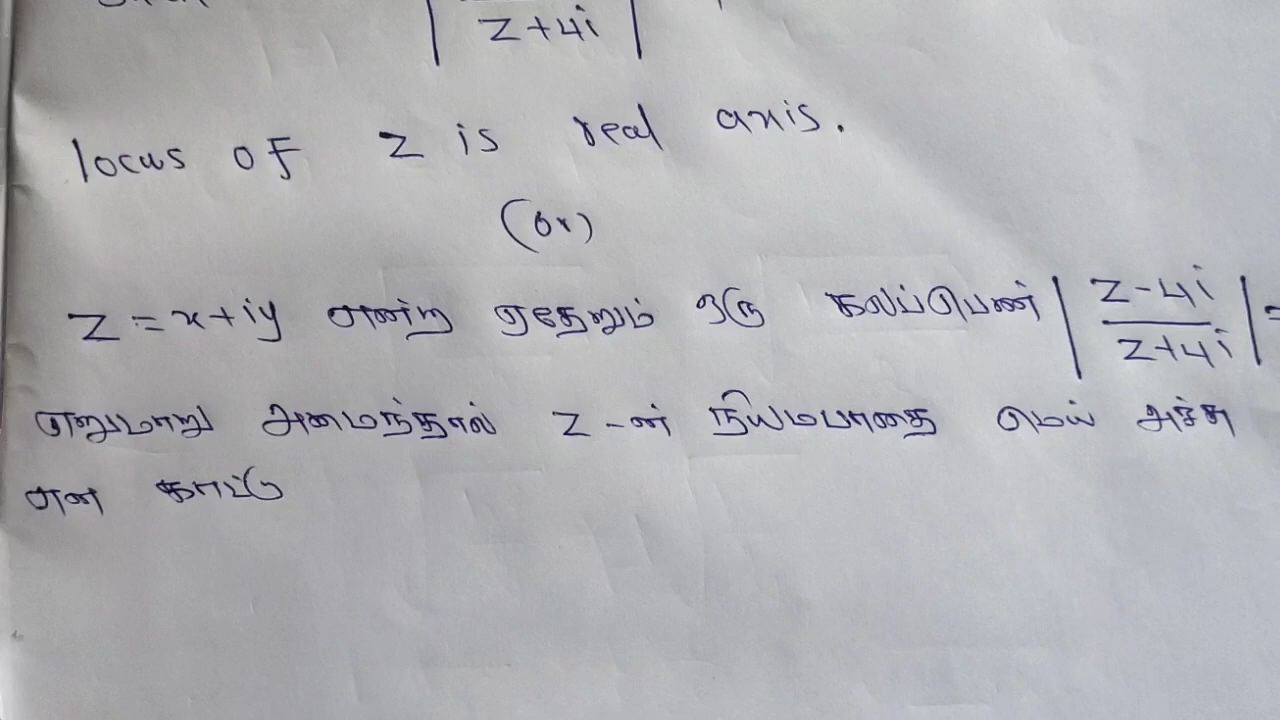 | z+4i |
locus of z is real axis.
(or)
z = x+iy என்ற ஏதேனும் ஒரு கலப்பெண் | z-4i / z+4i | =
எனுமாறு அமைந்தால் z-ன் நியமபாதை மெய் அச்சு
என காட்டு